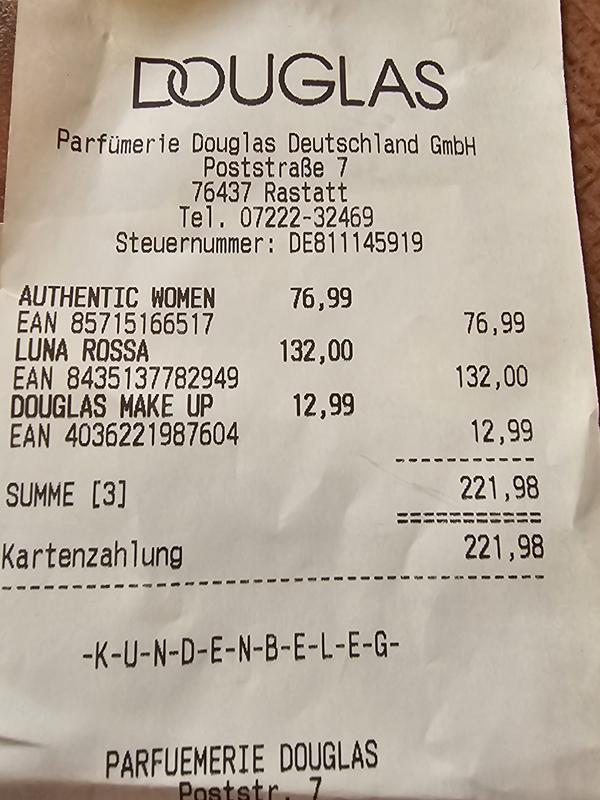 DOUGLAS
Parfümerie Douglas Deutschland GmbH
Poststraße 7
76437 Rastatt
Tel. 07222-32469
Steuernummer: DE811145919
AUTHENTIC WOMEN 76,99
EAN 85715166517 76,99
LUNA ROSSA 132,00
EAN 8435137782949 132,00
DOUGLAS MAKE UP 12,99
EAN 4036221987604 12,99
SUMME [3] 221,98
Kartenzahlung 221,98
-K-U-N-D-E-N-B-E-L-E-G-
PARFUEMERIE DOUGLAS
Poststr. 7